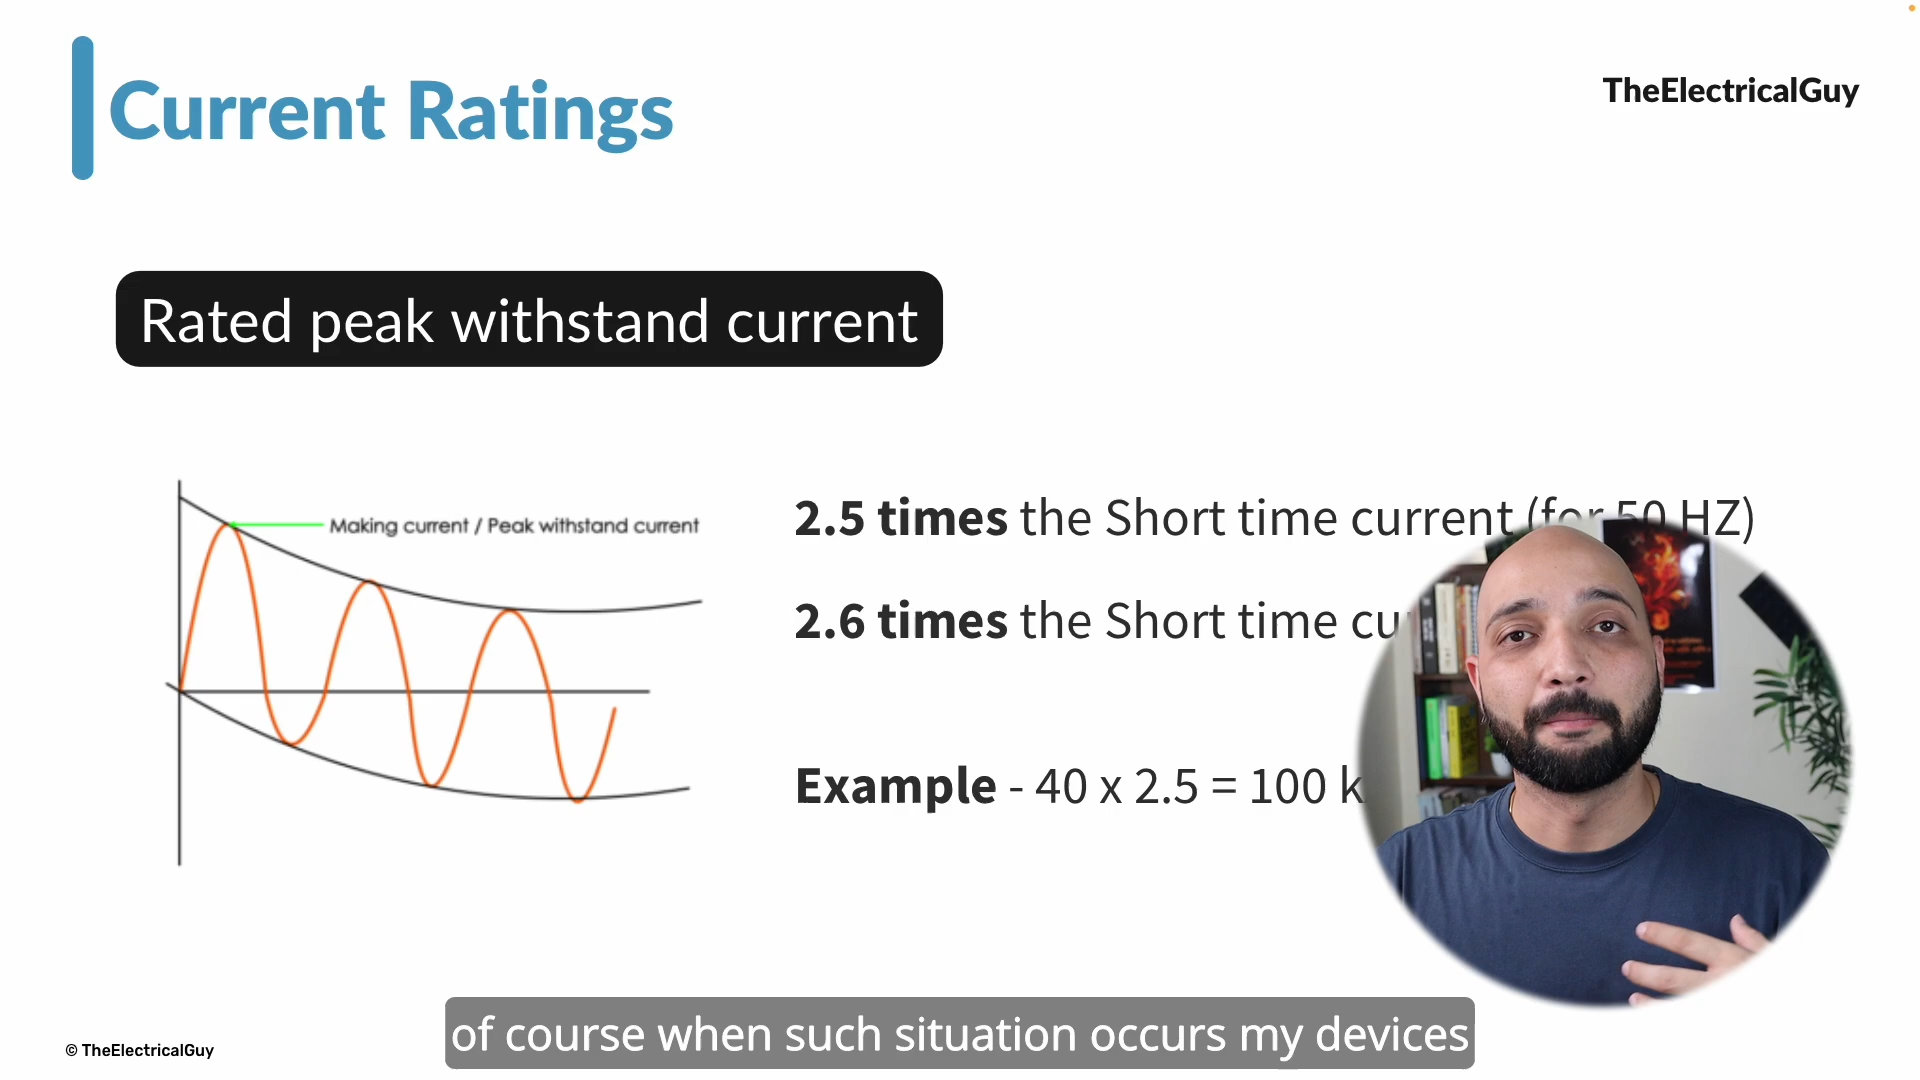 Current Ratings
TheElectricalGuy
Rated peak withstand current
Making current / Peak withstand current
2.5 times the Short time current (for 50 HZ)
2.6 times the Short time
Example - 40 x 2.5 = 100
of course when such situation occurs my devices
© TheElectricalGuy